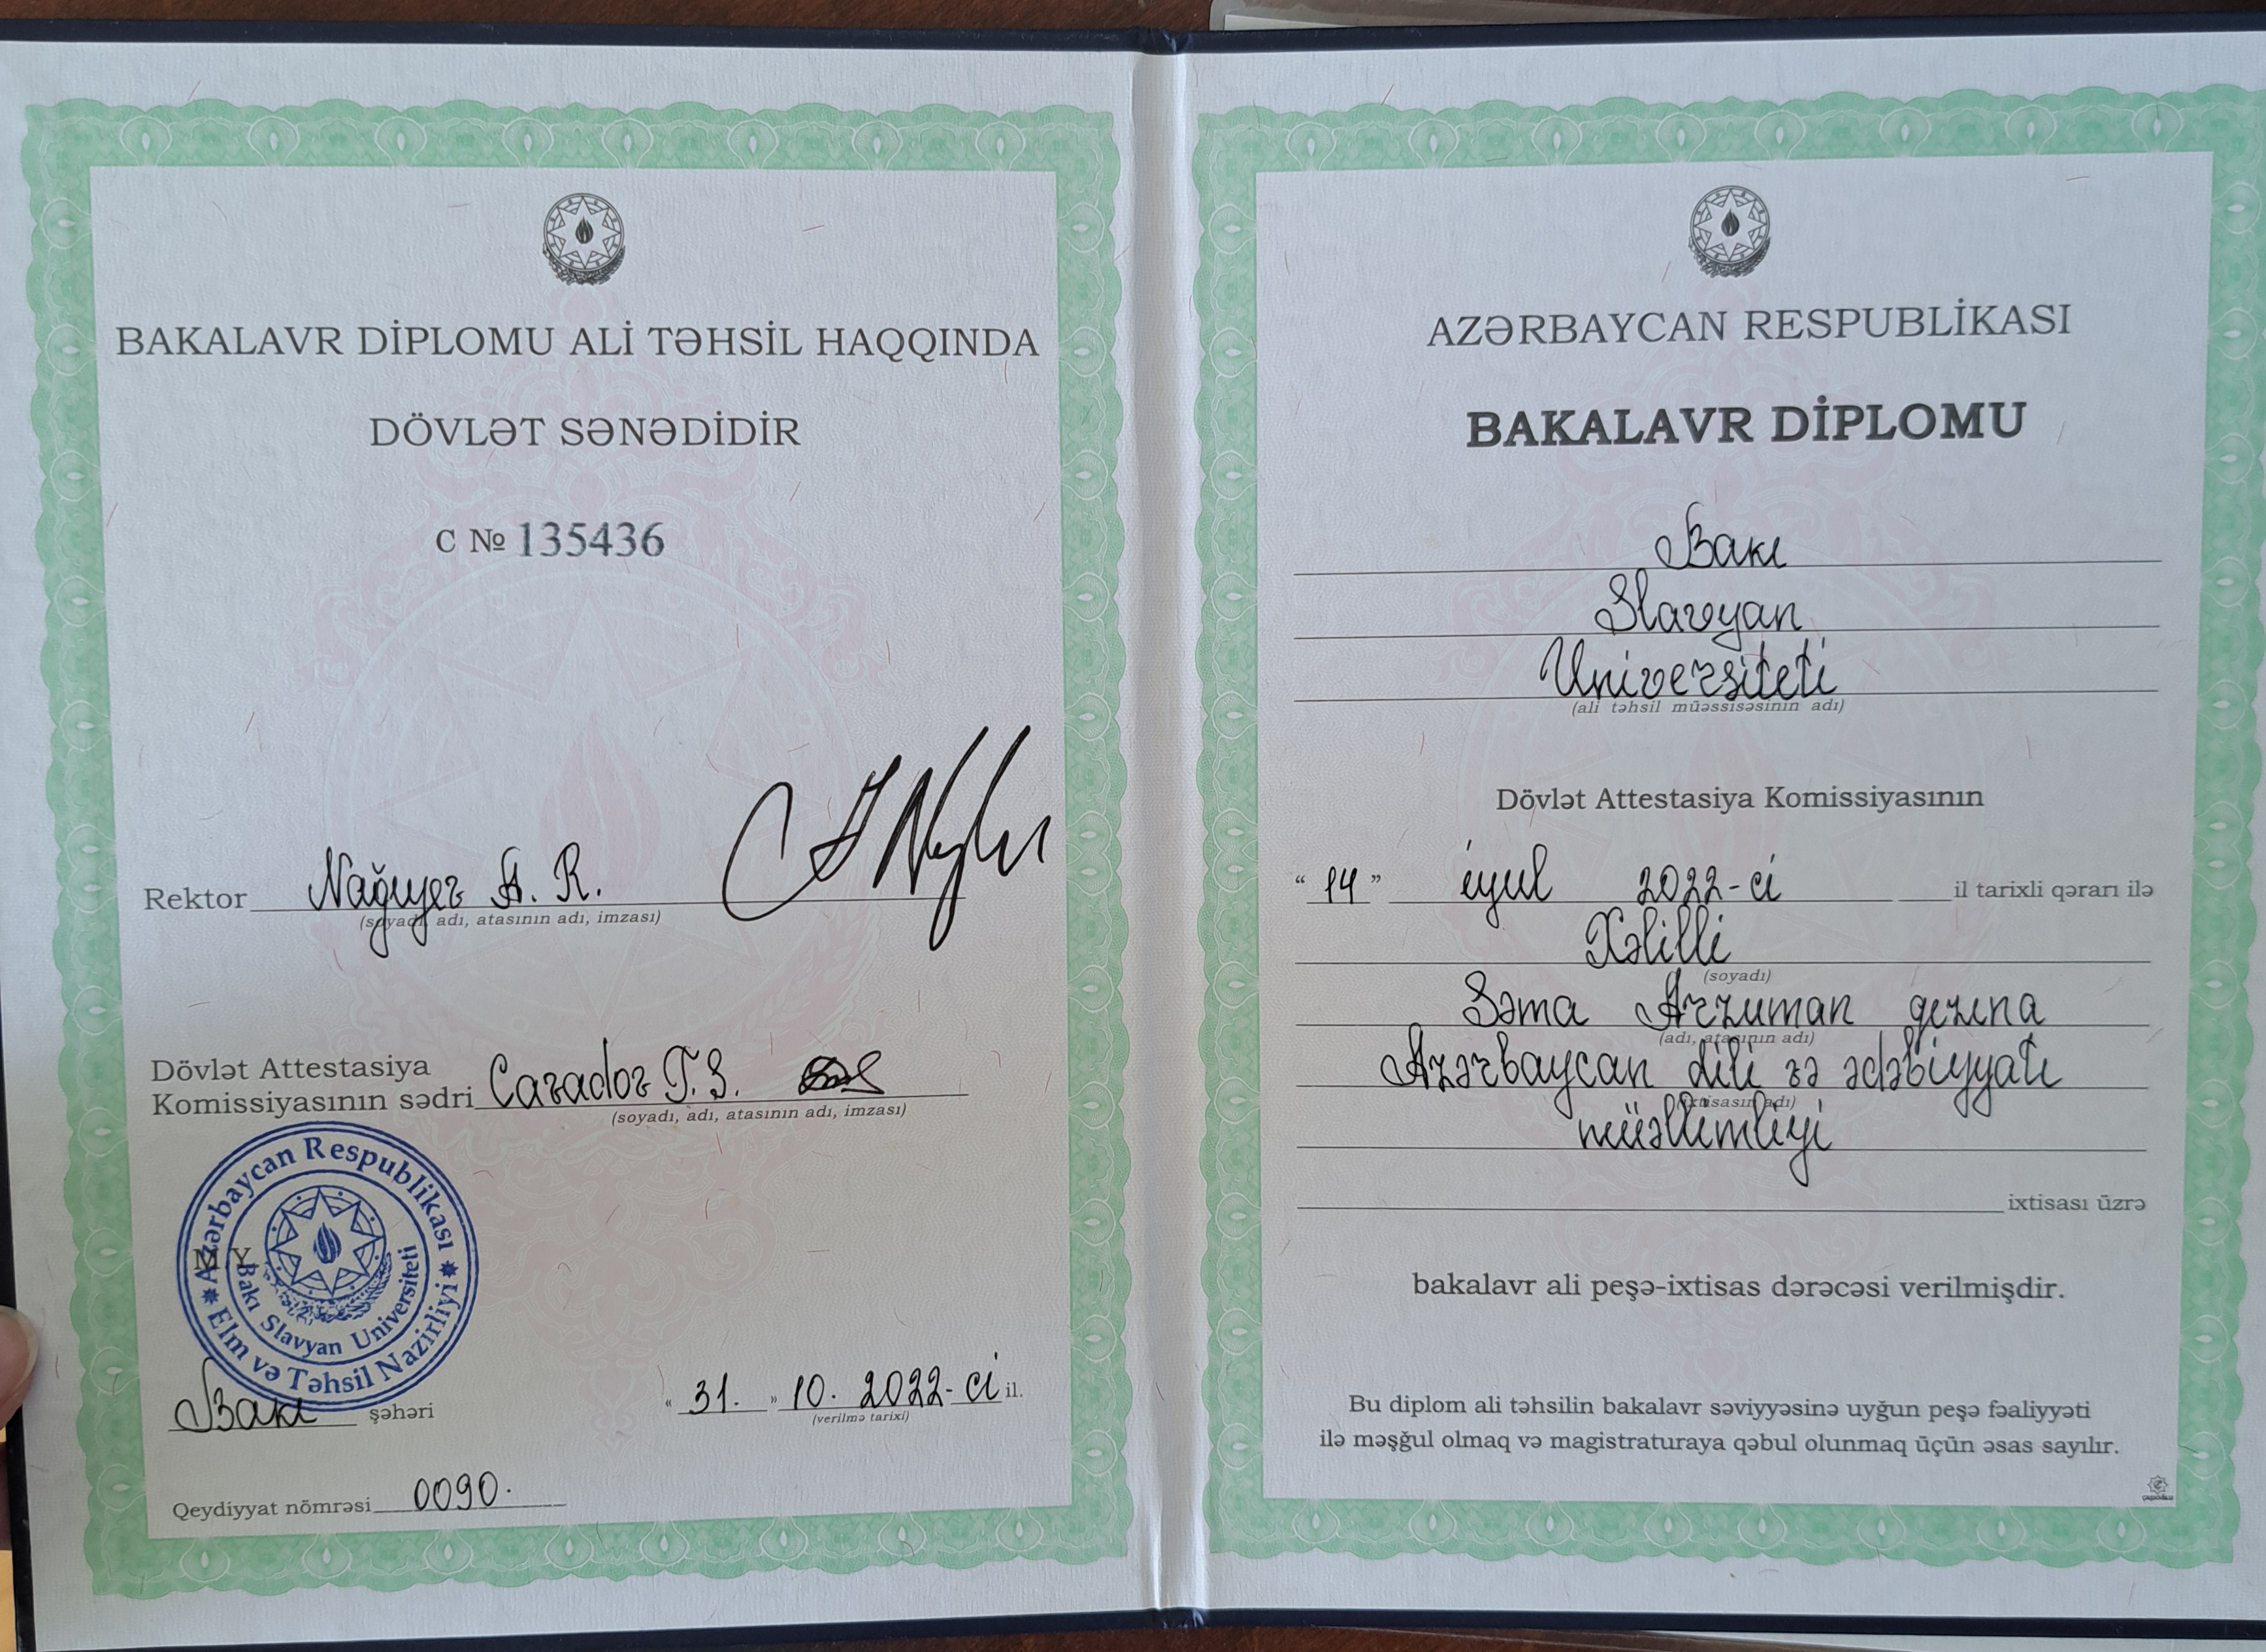 BAKALAVR DİPLOMU ALİ TƏHSİL HAQQINDA
DÖVLƏT SƏNƏDİDİR
C № 135436
Rektor Nağıyev A. R.
(soyadı, adı, atasının adı, imzası)
Dövlət Attestasiya
Komissiyasının sədri Cavadov T.S.
(soyadı, adı, atasının adı, imzası)
M.Y.
Azərbaycan Respublikası
Elm və Təhsil Nazirliyi
Bakı Slavyan Universiteti
Bakı şəhəri
« 31. » 10. 2022-ci il.
(verilmə tarixi)
Qeydiyyat nömrəsi 0090.
AZƏRBAYCAN RESPUBLİKASI
BAKALAVR DİPLOMU
Bakı
Slavyan
Universiteti
(ali təhsil müəssisəsinin adı)
Dövlət Attestasiya Komissiyasının
“ 14 ” iyul 2022-ci il tarixli qərarı ilə
Xəlilli
(soyadı)
Səma Arzuman qızına
(adı, atasının adı)
Azərbaycan dili və ədəbiyyatı
(ixtisasın adı)
müəllimliyi
ixtisası üzrə
bakalavr ali peşə-ixtisas dərəcəsi verilmişdir.
Bu diplom ali təhsilin bakalavr səviyyəsinə uyğun peşə fəaliyyəti
ilə məşğul olmaq və magistraturaya qəbul olunmaq üçün əsas sayılır.